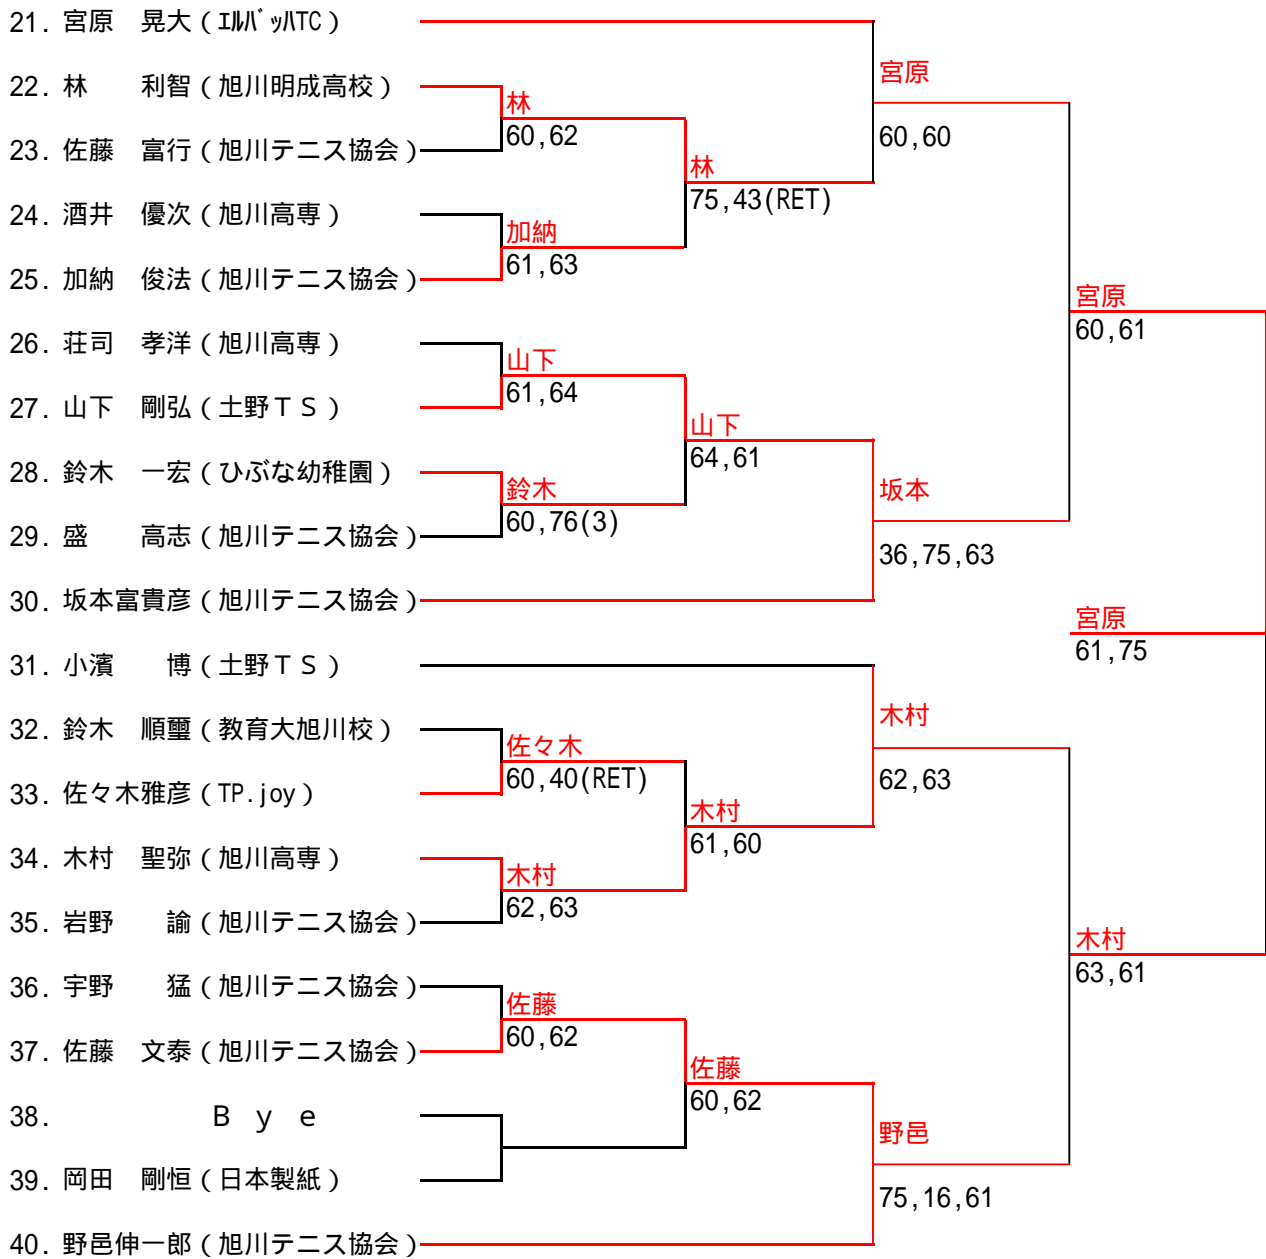 21. 宮原　晃大（エルバッハTC）
22. 林　　利智（旭川明成高校）
23. 佐藤　富行（旭川テニス協会）
24. 酒井　優次（旭川高専）
25. 加納　俊法（旭川テニス協会）
26. 荘司　孝洋（旭川高専）
27. 山下　剛弘（土野ＴＳ）
28. 鈴木　一宏（ひぶな幼稚園）
29. 盛　　高志（旭川テニス協会）
30. 坂本富貴彦（旭川テニス協会）
31. 小濱　　博（土野ＴＳ）
32. 鈴木　順璽（教育大旭川校）
33. 佐々木雅彦（TP.joy）
34. 木村　聖弥（旭川高専）
35. 岩野　　諭（旭川テニス協会）
36. 宇野　　猛（旭川テニス協会）
37. 佐藤　文泰（旭川テニス協会）
38. Ｂｙｅ
39. 岡田　剛恒（日本製紙）
40. 野邑伸一郎（旭川テニス協会）
林
60,62
加納
61,63
山下
61,64
鈴木
60,76(3)
佐々木
60,40(RET)
木村
62,63
佐藤
60,62
林
75,43(RET)
山下
64,61
木村
61,60
佐藤
60,62
宮原
60,60
坂本
36,75,63
木村
62,63
野邑
75,16,61
宮原
60,61
宮原
61,75
木村
63,61